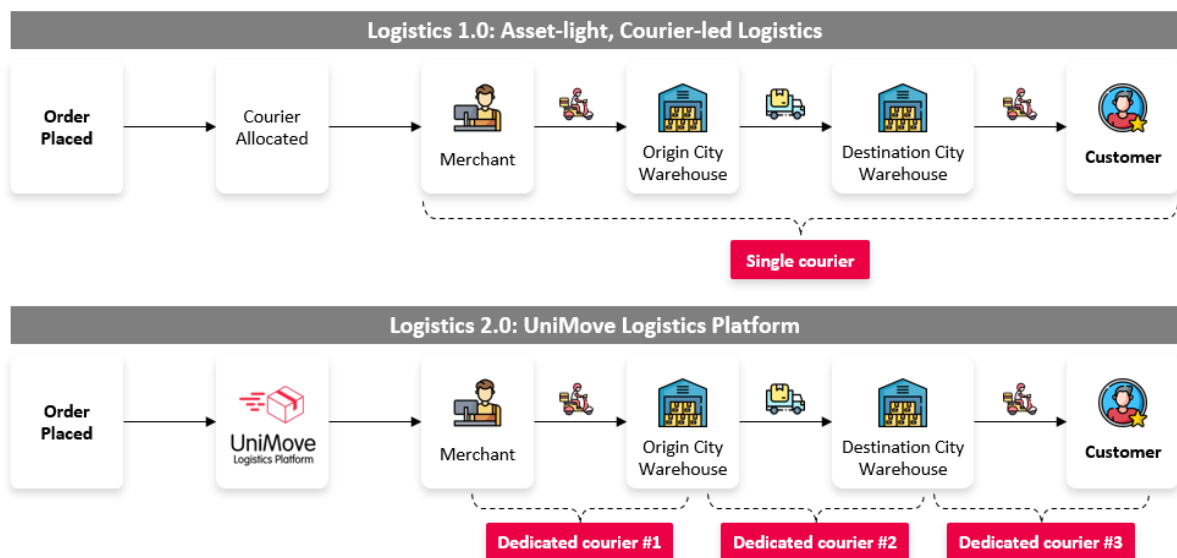 Logistics 1.0: Asset-light, Courier-led Logistics
Order
Placed
Courier
Allocated
Merchant
Origin City
Warehouse
Destination City
Warehouse
Customer
Single courier
Logistics 2.0: UniMove Logistics Platform
Order
Placed
UniMove
Logistics Platform
Merchant
Origin City
Warehouse
Destination City
Warehouse
Customer
Dedicated courier #1
Dedicated courier #2
Dedicated courier #3